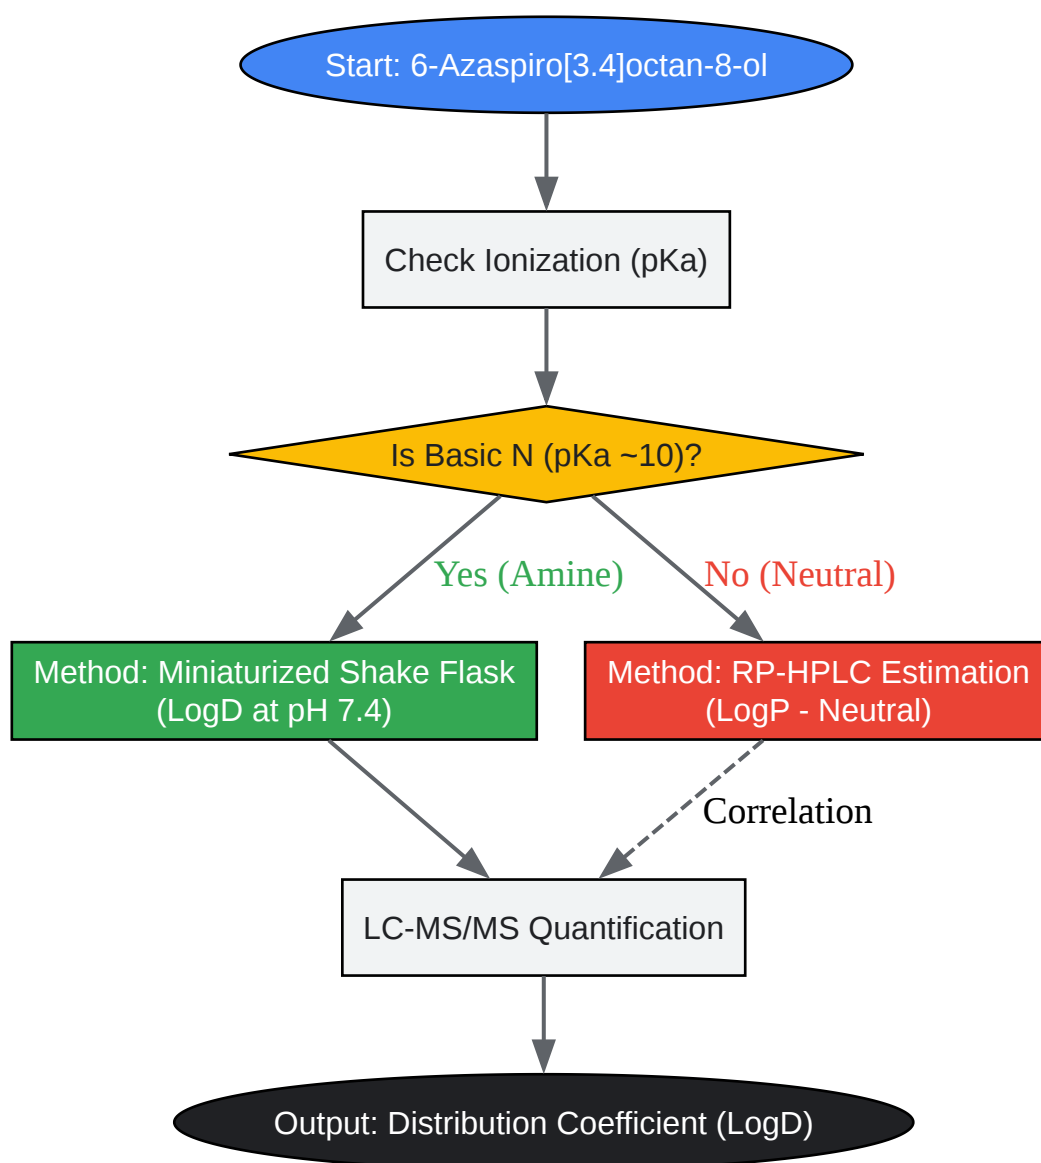 Start: 6-Azaspiro[3.4]octan-8-ol
Check Ionization (pKa)
Is Basic N (pKa ~10)?
Yes (Amine)
No (Neutral)
Method: Miniaturized Shake Flask
(LogD at pH 7.4)
Method: RP-HPLC Estimation
(LogP - Neutral)
Correlation
LC-MS/MS Quantification
Output: Distribution Coefficient (LogD)